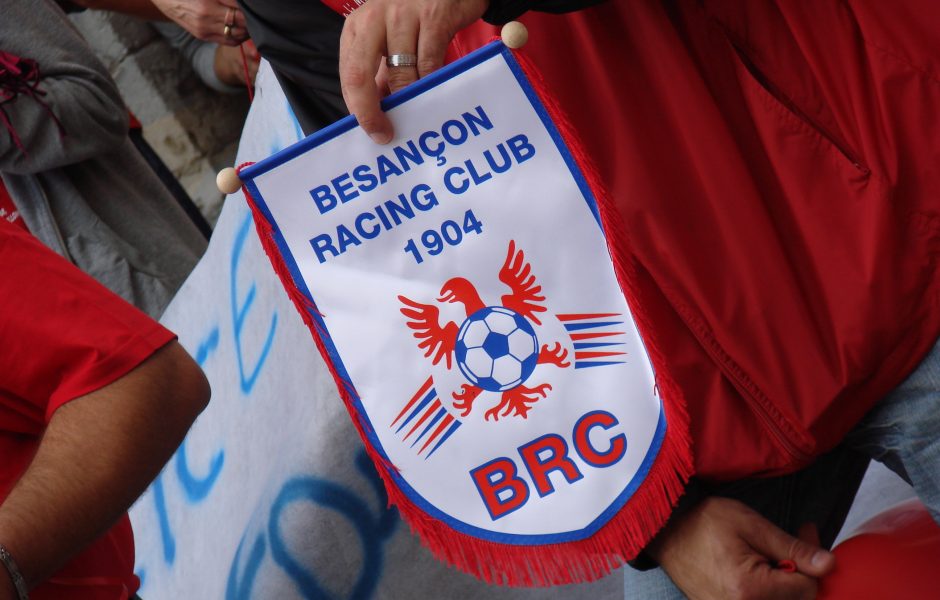 BESANÇON
RACING CLUB
1904
BRC